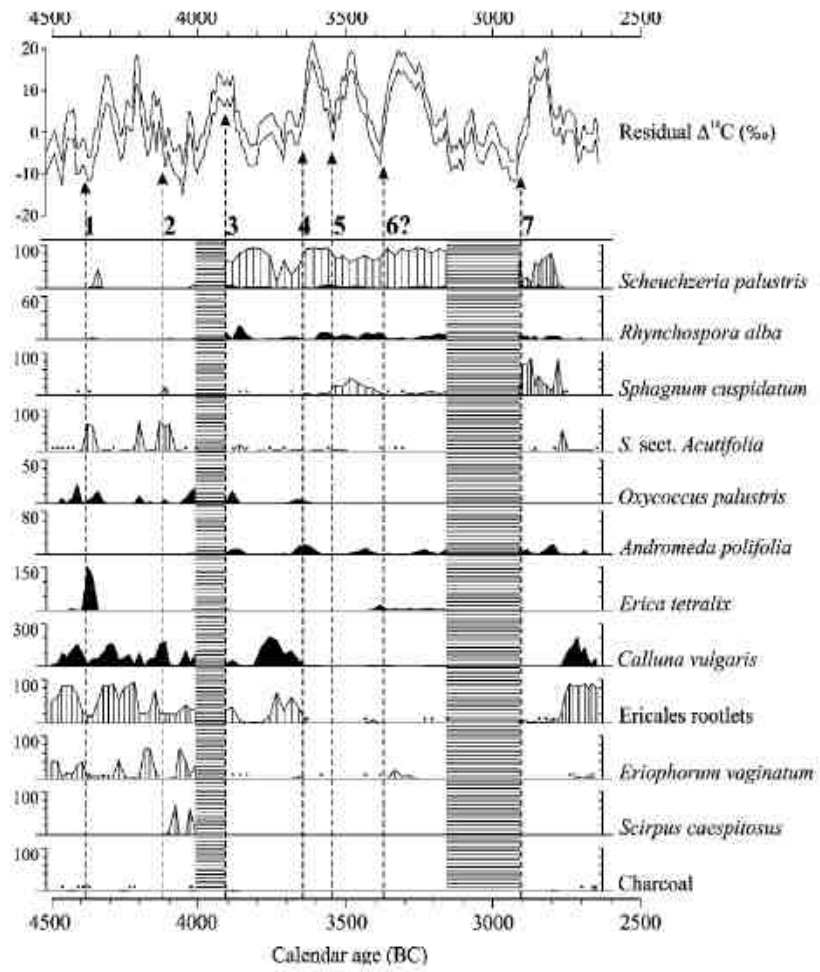 4500 4000 3500 3000 2500
20
20
0
-10
-20
Residual Δ¹⁴C (‰)
1 2 3 4 5 6? 7
100 Scheuchzeria palustris
60 Rhynchospora alba
100 Sphagnum cuspidatum
100 S. sect. Acutifolia
50 Oxycoccus palustris
80 Andromeda polifolia
150 Erica tetralix
300 Calluna vulgaris
100 Ericales rootlets
100 Eriophorum vaginatum
100 Scirpus caespitosus
100 Charcoal
4500 4000 3500 3000 2500
Calendar age (BC)